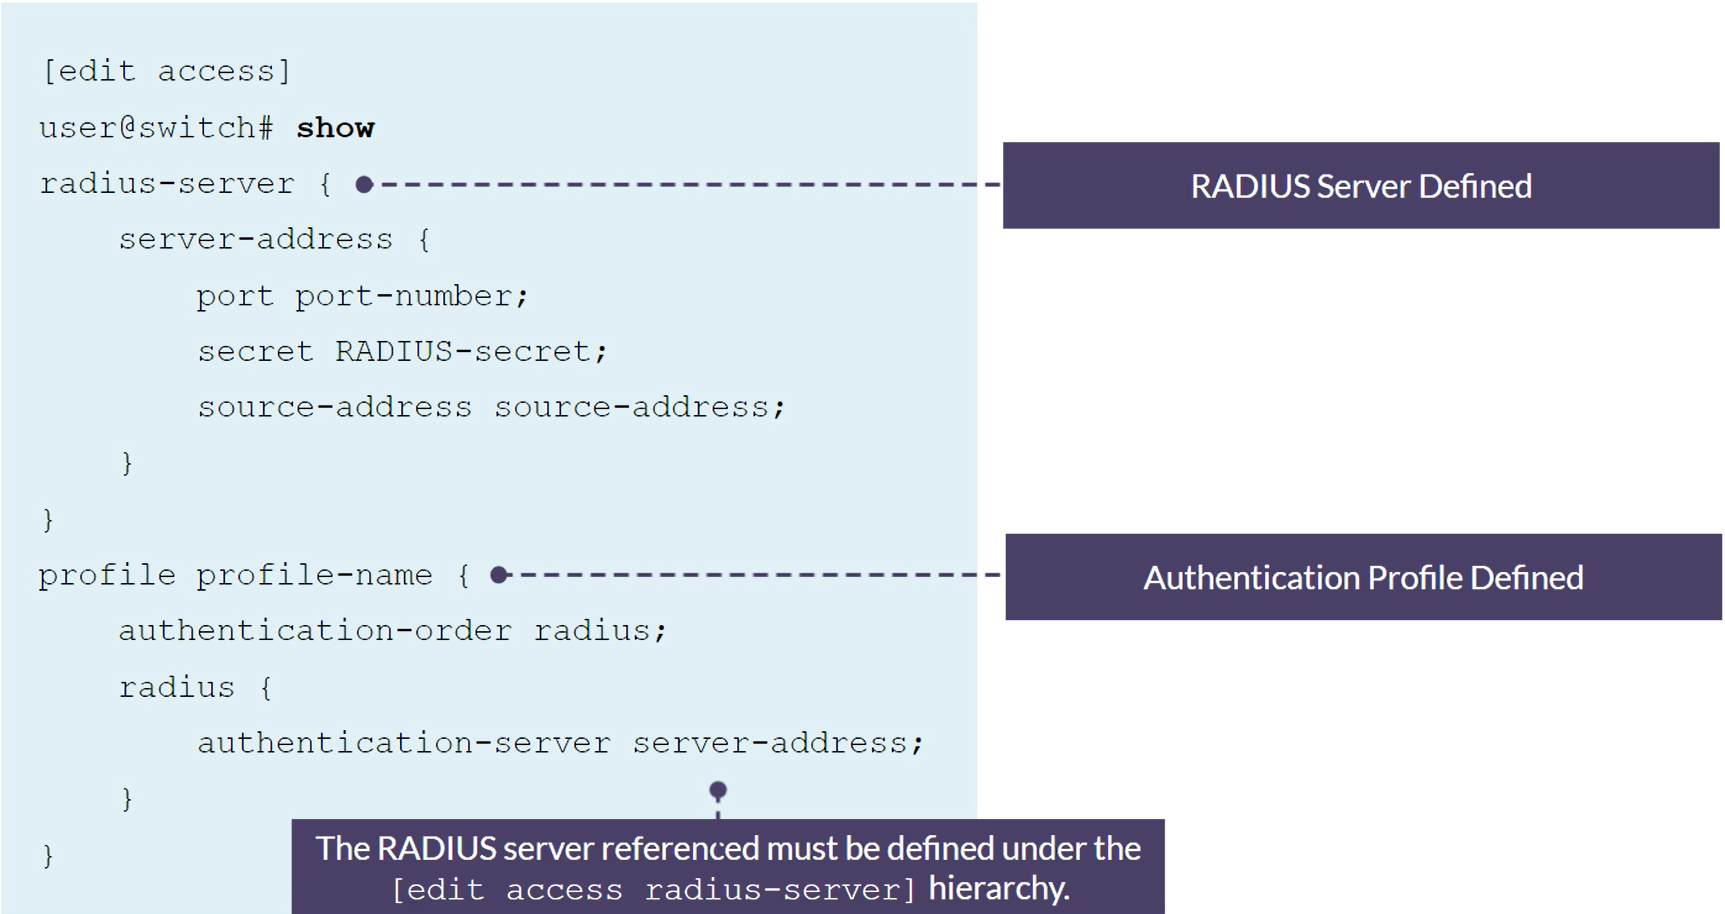 [edit access]
user@switch# show
radius-server {
RADIUS Server Defined
server-address {
port port-number;
secret RADIUS-secret;
source-address source-address;
}
}
profile profile-name {
Authentication Profile Defined
authentication-order radius;
radius {
authentication-server server-address;
}
}
The RADIUS server referenced must be defined under the
[edit access radius-server] hierarchy.